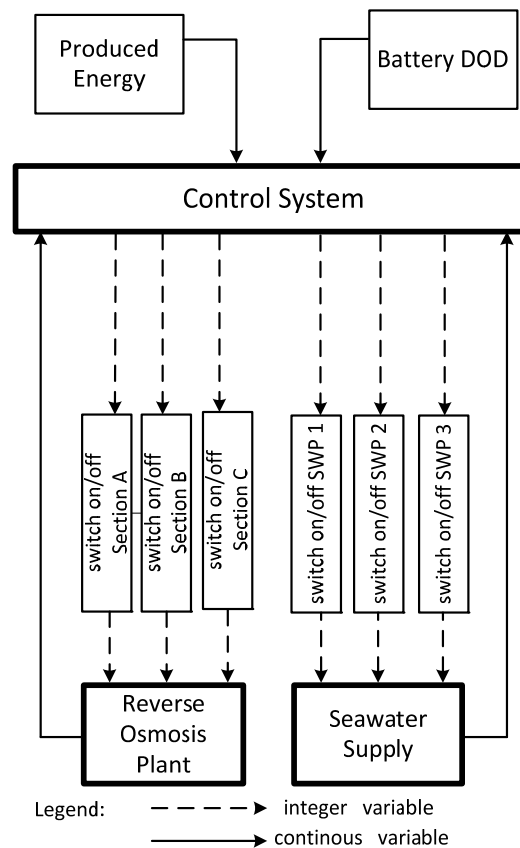 Produced
Energy
Battery DOD
Control System
switch on/off
Section A
switch on/off
Section B
switch on/off
Section C
switch on/off SWP 1
switch on/off SWP 2
switch on/off SWP 3
Reverse
Osmosis
Plant
Seawater
Supply
Legend:
integer variable
continous variable